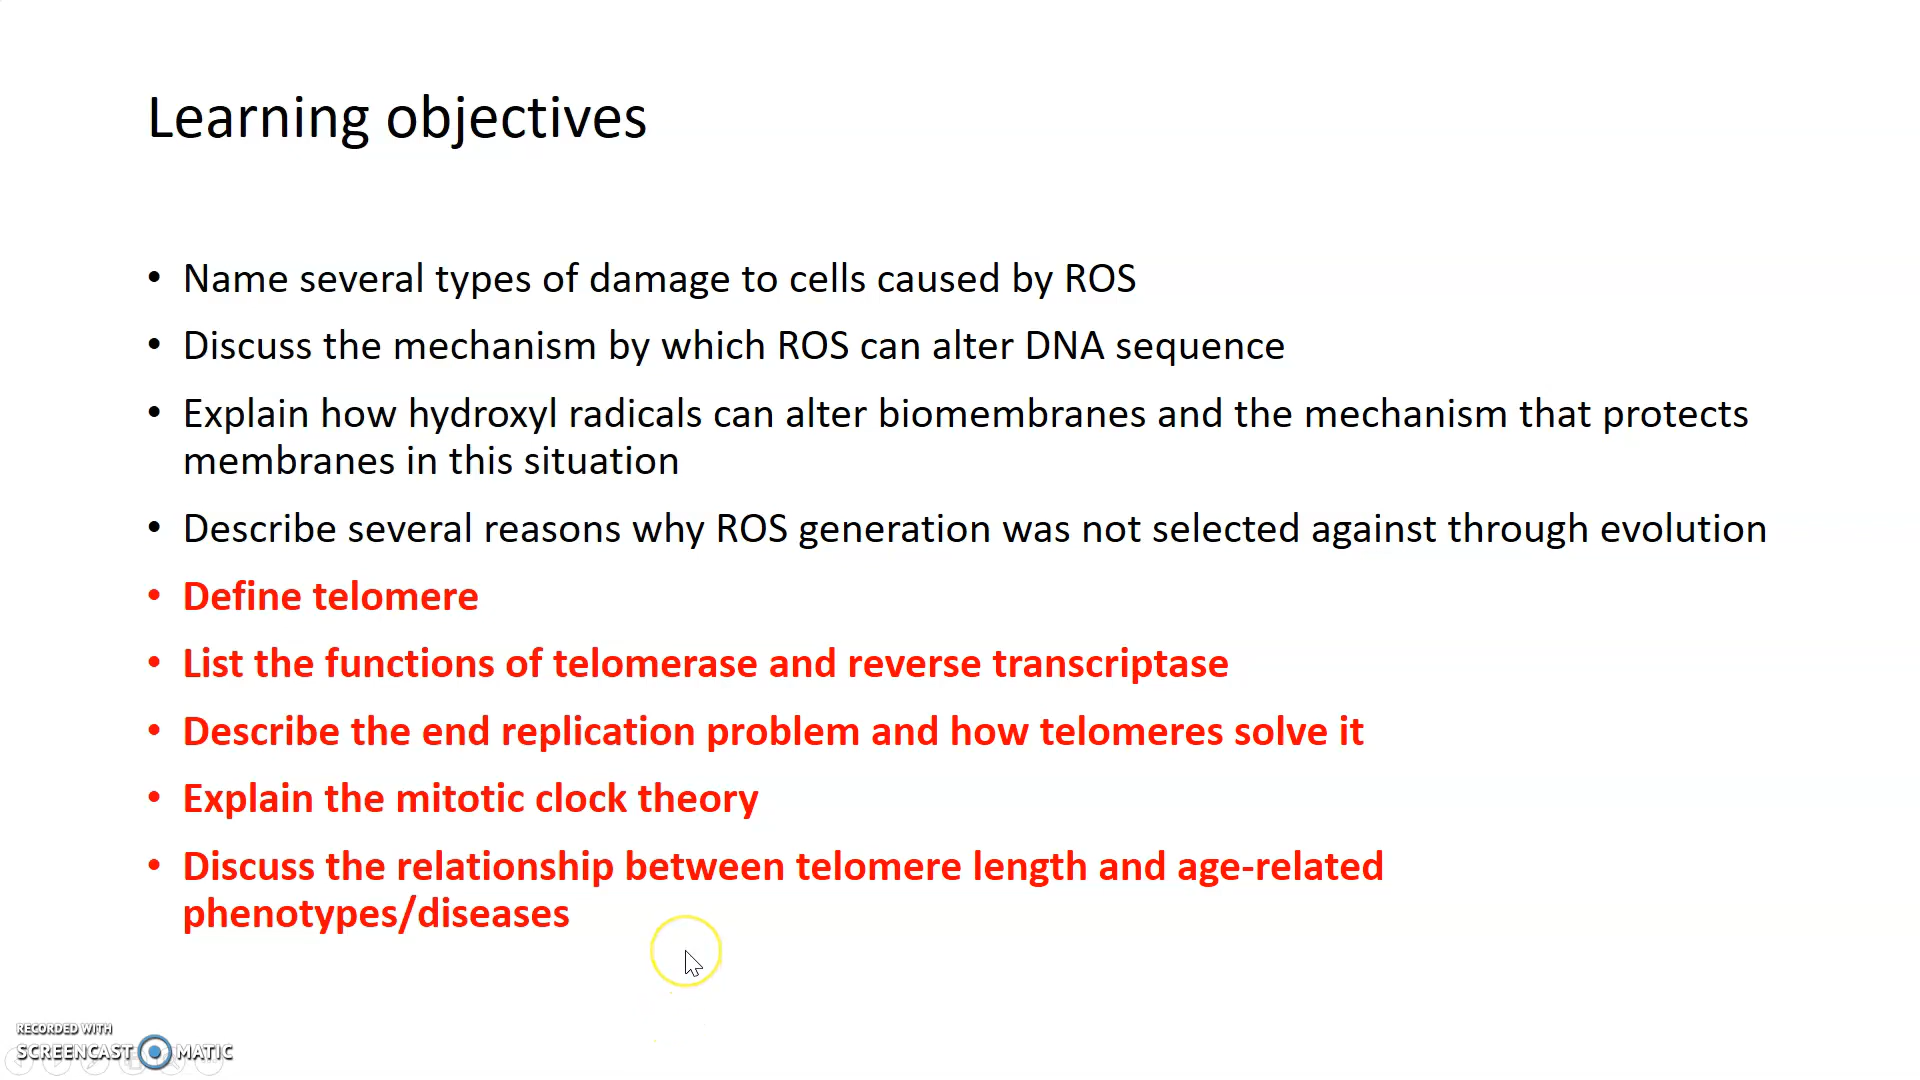 Learning objectives
• Name several types of damage to cells caused by ROS
• Discuss the mechanism by which ROS can alter DNA sequence
• Explain how hydroxyl radicals can alter biomembranes and the mechanism that protects
membranes in this situation
• Describe several reasons why ROS generation was not selected against through evolution
• Define telomere
• List the functions of telomerase and reverse transcriptase
• Describe the end replication problem and how telomeres solve it
• Explain the mitotic clock theory
• Discuss the relationship between telomere length and age-related
phenotypes/diseases
RECORDED WITH
SCREENCAST MATIC